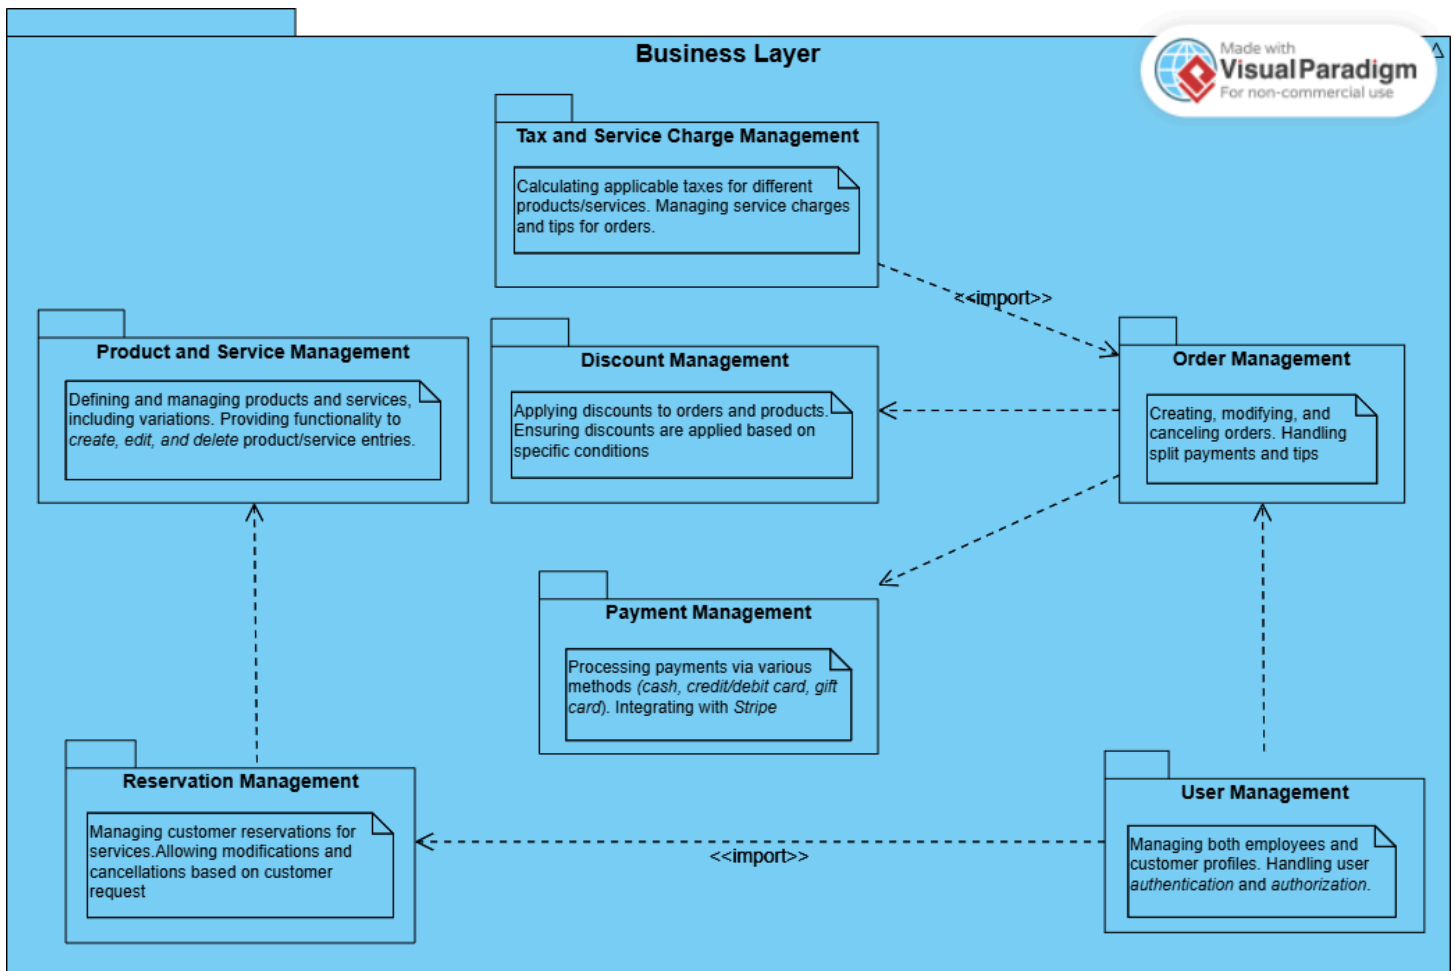 Business Layer
Made with
Visual Paradigm
For non-commercial use
Tax and Service Charge Management
Calculating applicable taxes for different
products/services. Managing service charges
and tips for orders.
<<import>>
Product and Service Management
Defining and managing products and services,
including variations. Providing functionality to
create, edit, and delete product/service entries.
Discount Management
Applying discounts to orders and products.
Ensuring discounts are applied based on
specific conditions
Order Management
Creating, modifying, and
canceling orders. Handling
split payments and tips
Payment Management
Processing payments via various
methods (cash, credit/debit card, gift
card). Integrating with Stripe
Reservation Management
Managing customer reservations for
services.Allowing modifications and
cancellations based on customer
request
<<import>>
User Management
Managing both employees and
customer profiles. Handling user
authentication and authorization.